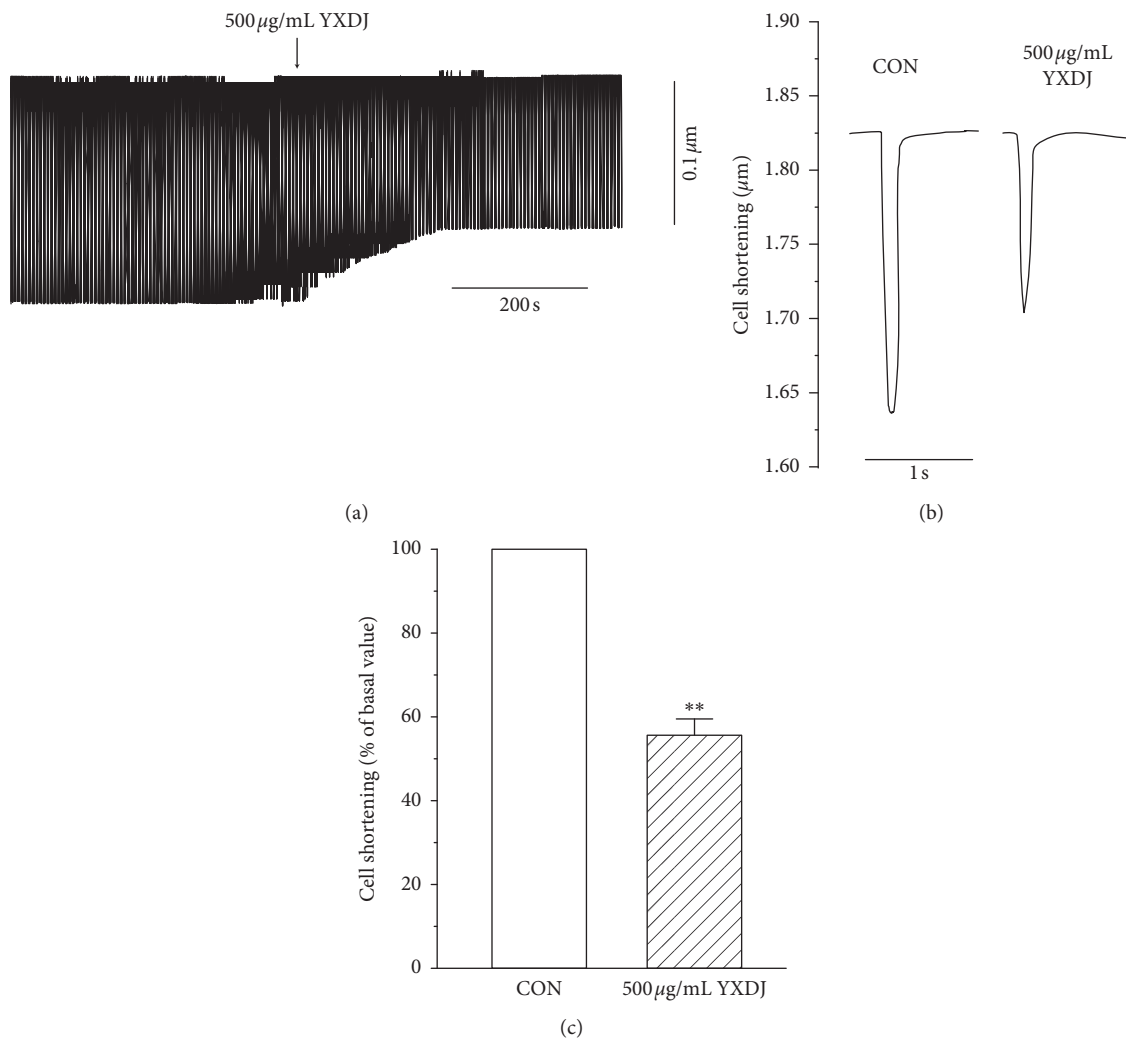 500 μg/mL YXDJ
0.1 μm
200 s
(a)
1.90
1.85
1.80
1.75
1.70
1.65
1.60
Cell shortening (μm)
CON
500 μg/mL
YXDJ
1 s
(b)
100
80
60
40
20
0
Cell shortening (% of basal value)
**
CON
500 μg/mL YXDJ
(c)